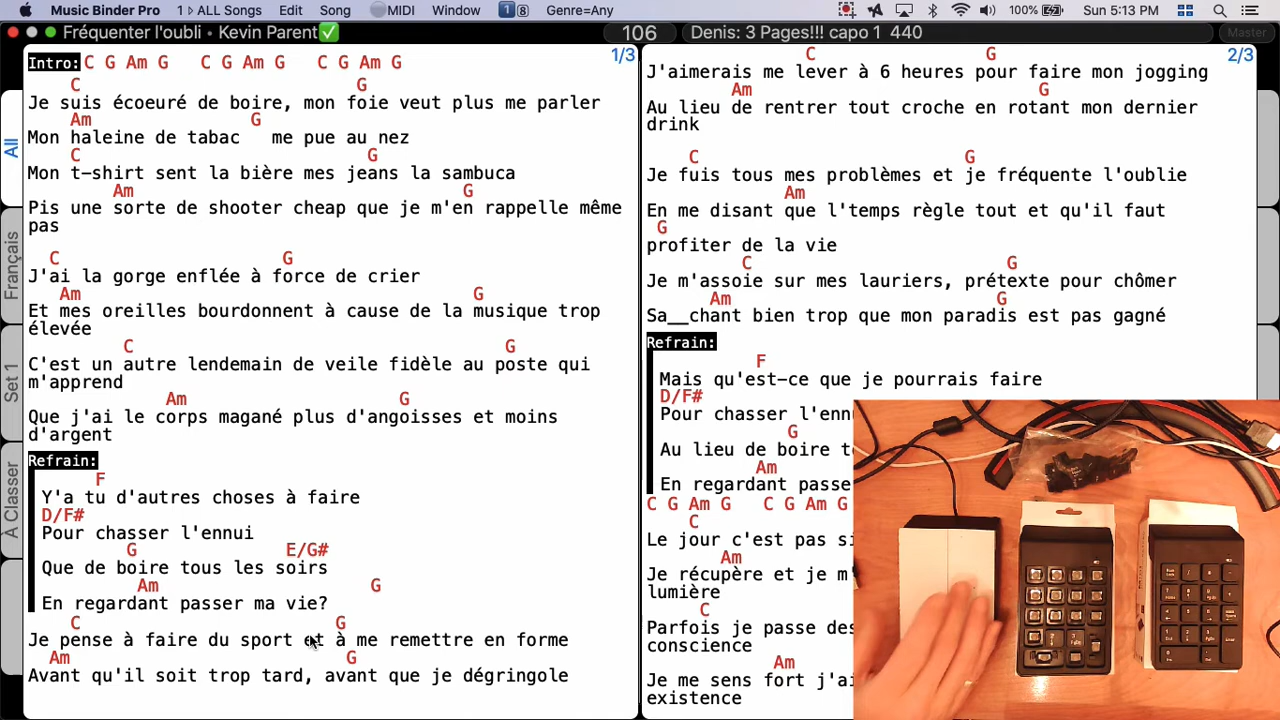 Music Binder Pro 1 > ALL Songs Edit Song MIDI Window 1 8 Genre=Any 100% Sun 5:13 PM
Fréquenter l'oubli • Kevin Parent✅ 106 Denis: 3 Pages!!! capo 1 440 Master
All
Français
Set 1
A Classer
1/3
Intro: C G Am G C G Am G C G Am G
C G
Je suis écoeuré de boire, mon foie veut plus me parler
Am G
Mon haleine de tabac me pue au nez
C G
Mon t-shirt sent la bière mes jeans la sambuca
Am G
Pis une sorte de shooter cheap que je m'en rappelle même
pas
C G
J'ai la gorge enflée à force de crier
Am G
Et mes oreilles bourdonnent à cause de la musique trop
élevée
C G
C'est un autre lendemain de veile fidèle au poste qui
m'apprend
Am G
Que j'ai le corps magané plus d'angoisses et moins
d'argent
Refrain:
F
Y'a tu d'autres choses à faire
D/F#
Pour chasser l'ennui
G E/G#
Que de boire tous les soirs
Am G
En regardant passer ma vie?
C G
Je pense à faire du sport et à me remettre en forme
Am G
Avant qu'il soit trop tard, avant que je dégringole
2/3
C G
J'aimerais me lever à 6 heures pour faire mon jogging
Am G
Au lieu de rentrer tout croche en rotant mon dernier
drink
C G
Je fuis tous mes problèmes et je fréquente l'oublie
Am
En me disant que l'temps règle tout et qu'il faut
G
profiter de la vie
C G
Je m'assoie sur mes lauriers, prétexte pour chômer
Am G
Sa__chant bien trop que mon paradis est pas gagné
Refrain:
F
Mais qu'est-ce que je pourrais faire
D/F#
Pour chasser l'ennu
G
Au lieu de boire t
Am
En regardant passe
C G Am G C G Am G
C
Le jour c'est pas si
Am
Je récupère et je m'
lumière
C
Parfois je passe des
conscience
Am
Je me sens fort j'ai
existence